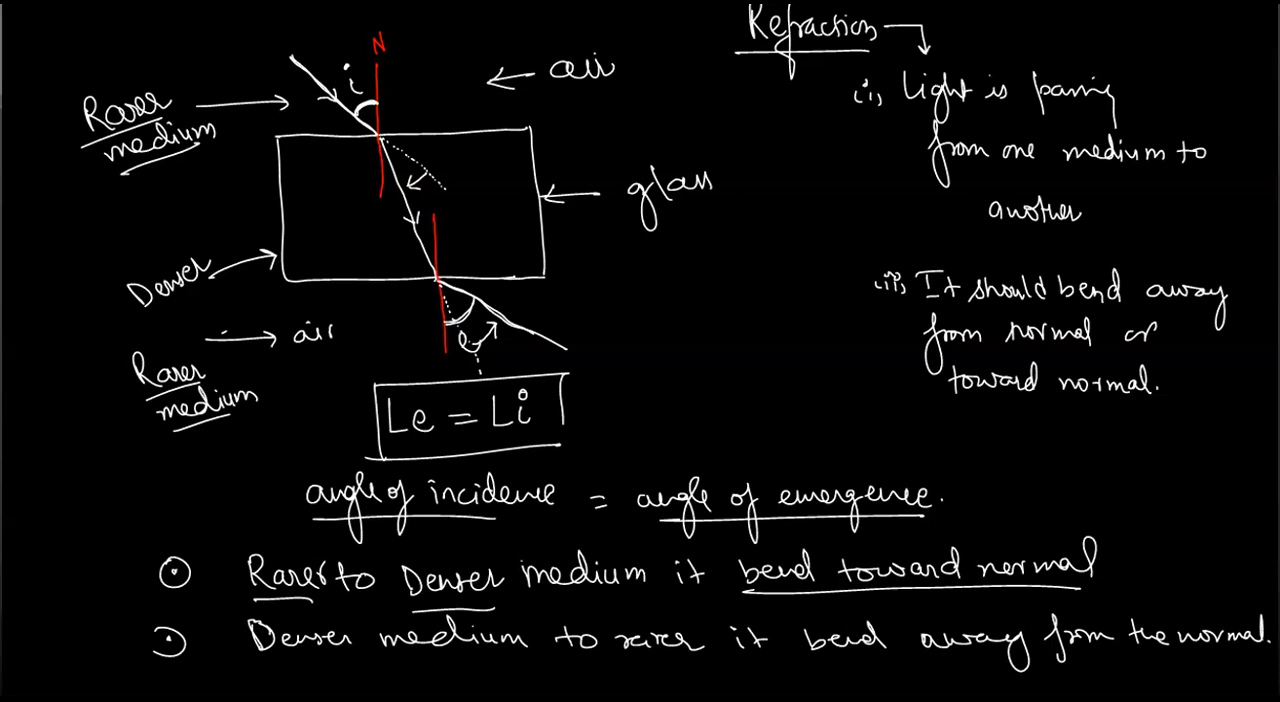 Refraction
N
i
← air
Rarer
medium
(i) Light is passing
from one medium to
another
← glass
Denser
(ii) It should bend away
from normal or
toward normal.
→ air
Rarer
medium
e
∠e = ∠i
angle of incidence = angle of emergence.
Rarer to Denser medium it bend toward normal
Denser medium to rarer it bend away from the normal.